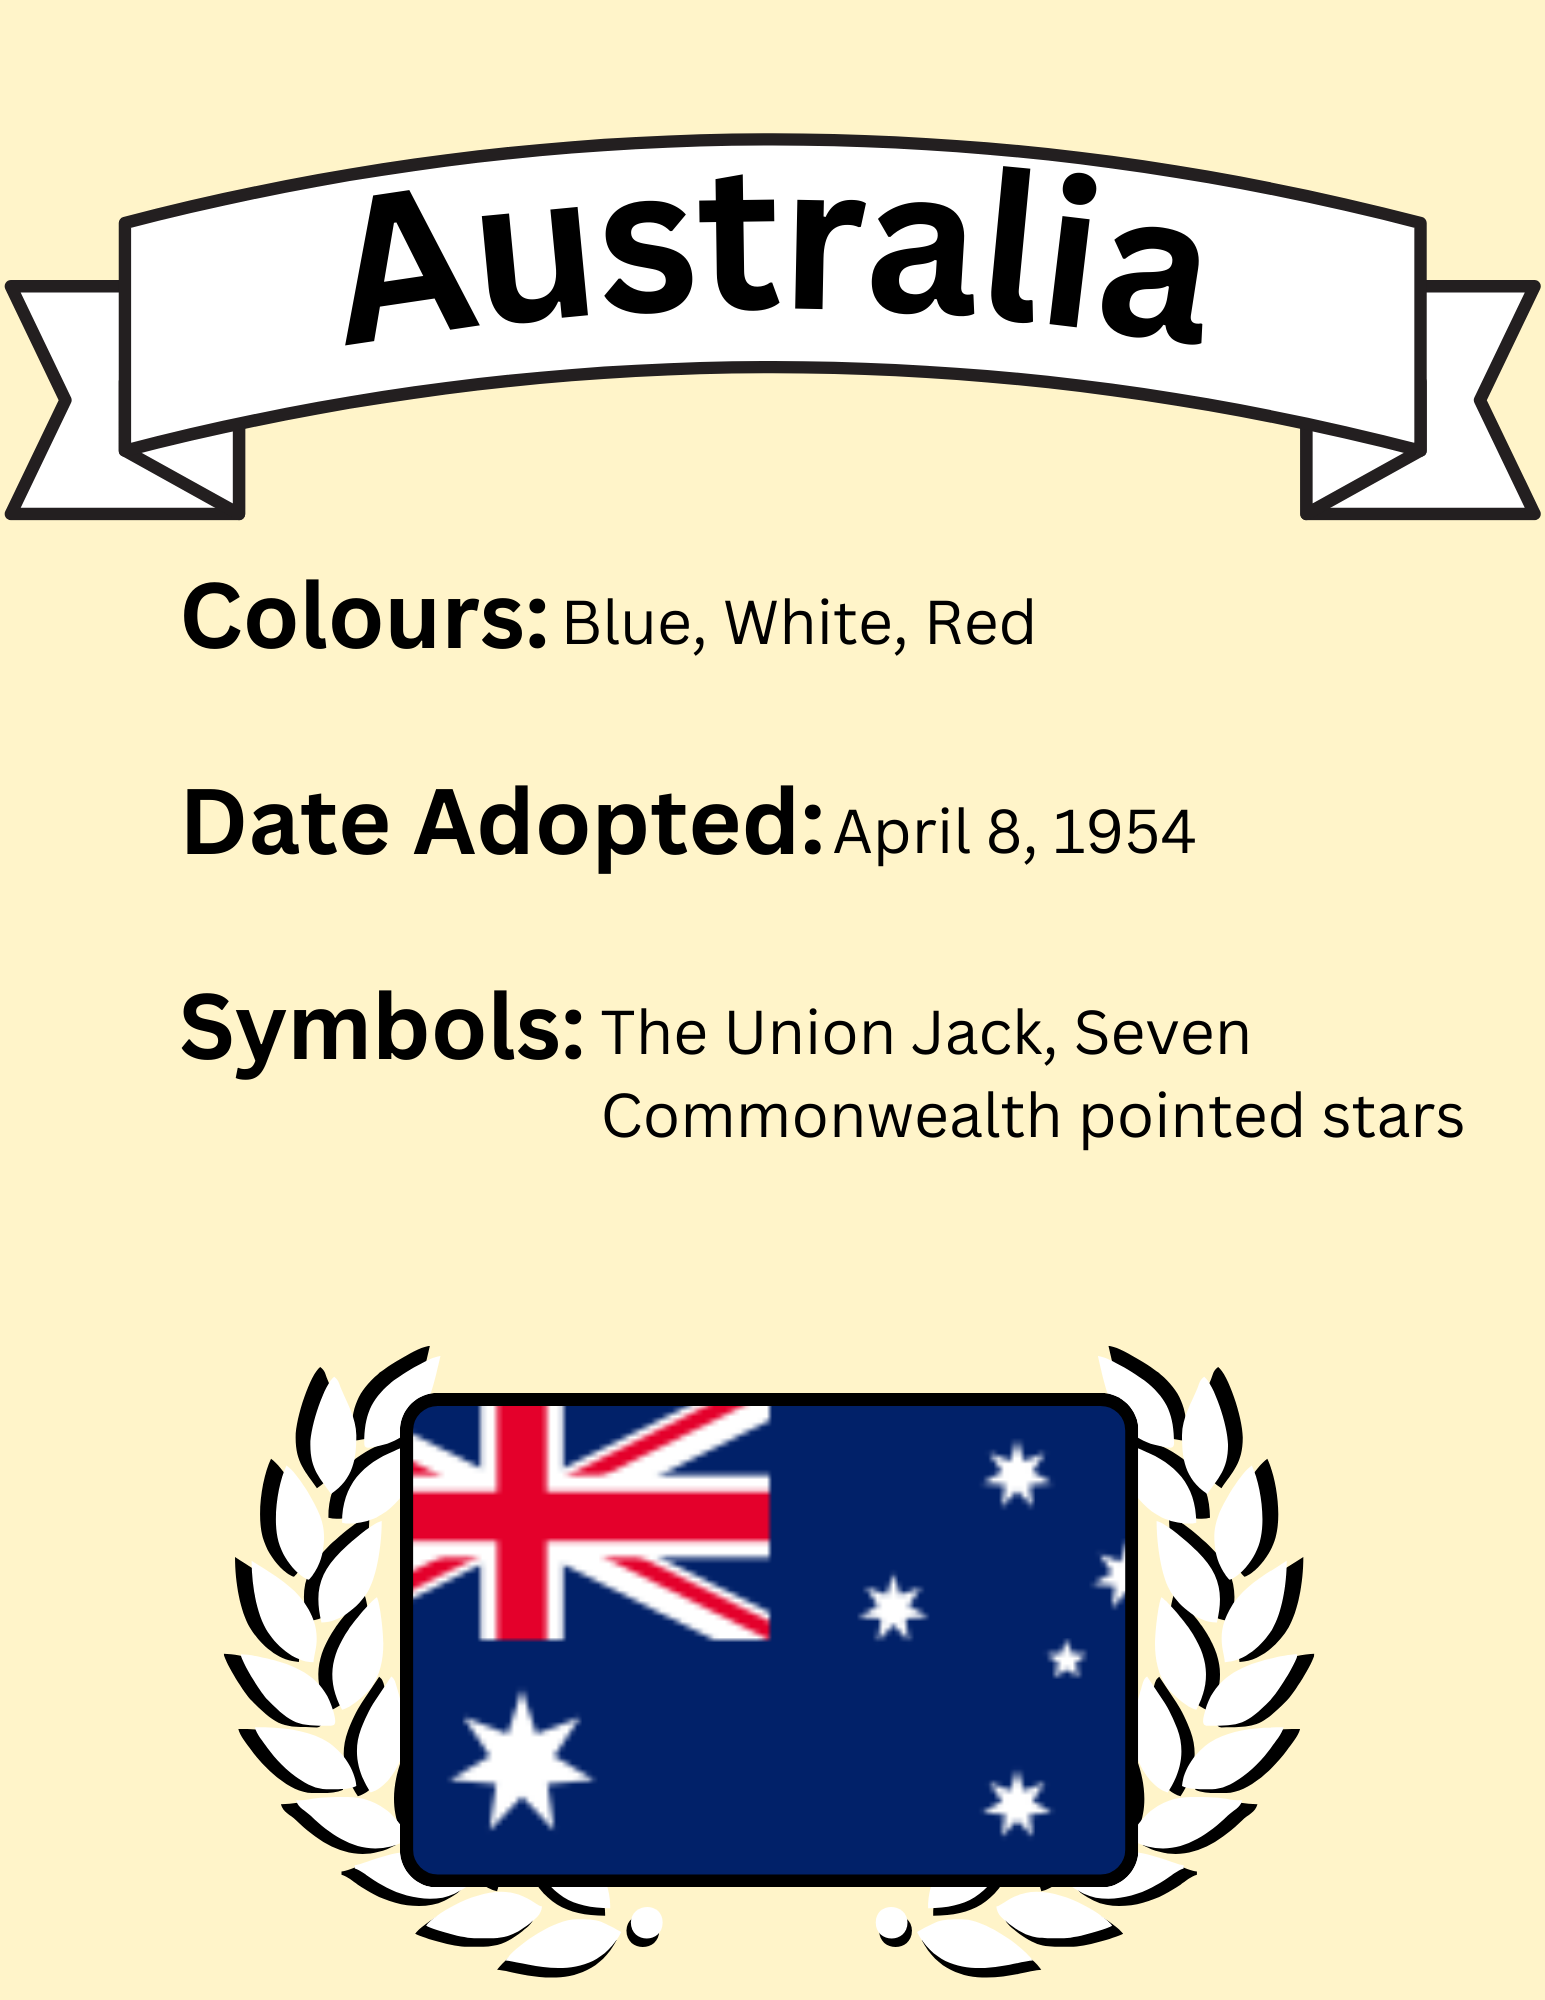 Australia
Colours: Blue, White, Red
Date Adopted: April 8, 1954
Symbols: The Union Jack, Seven
Commonwealth pointed stars